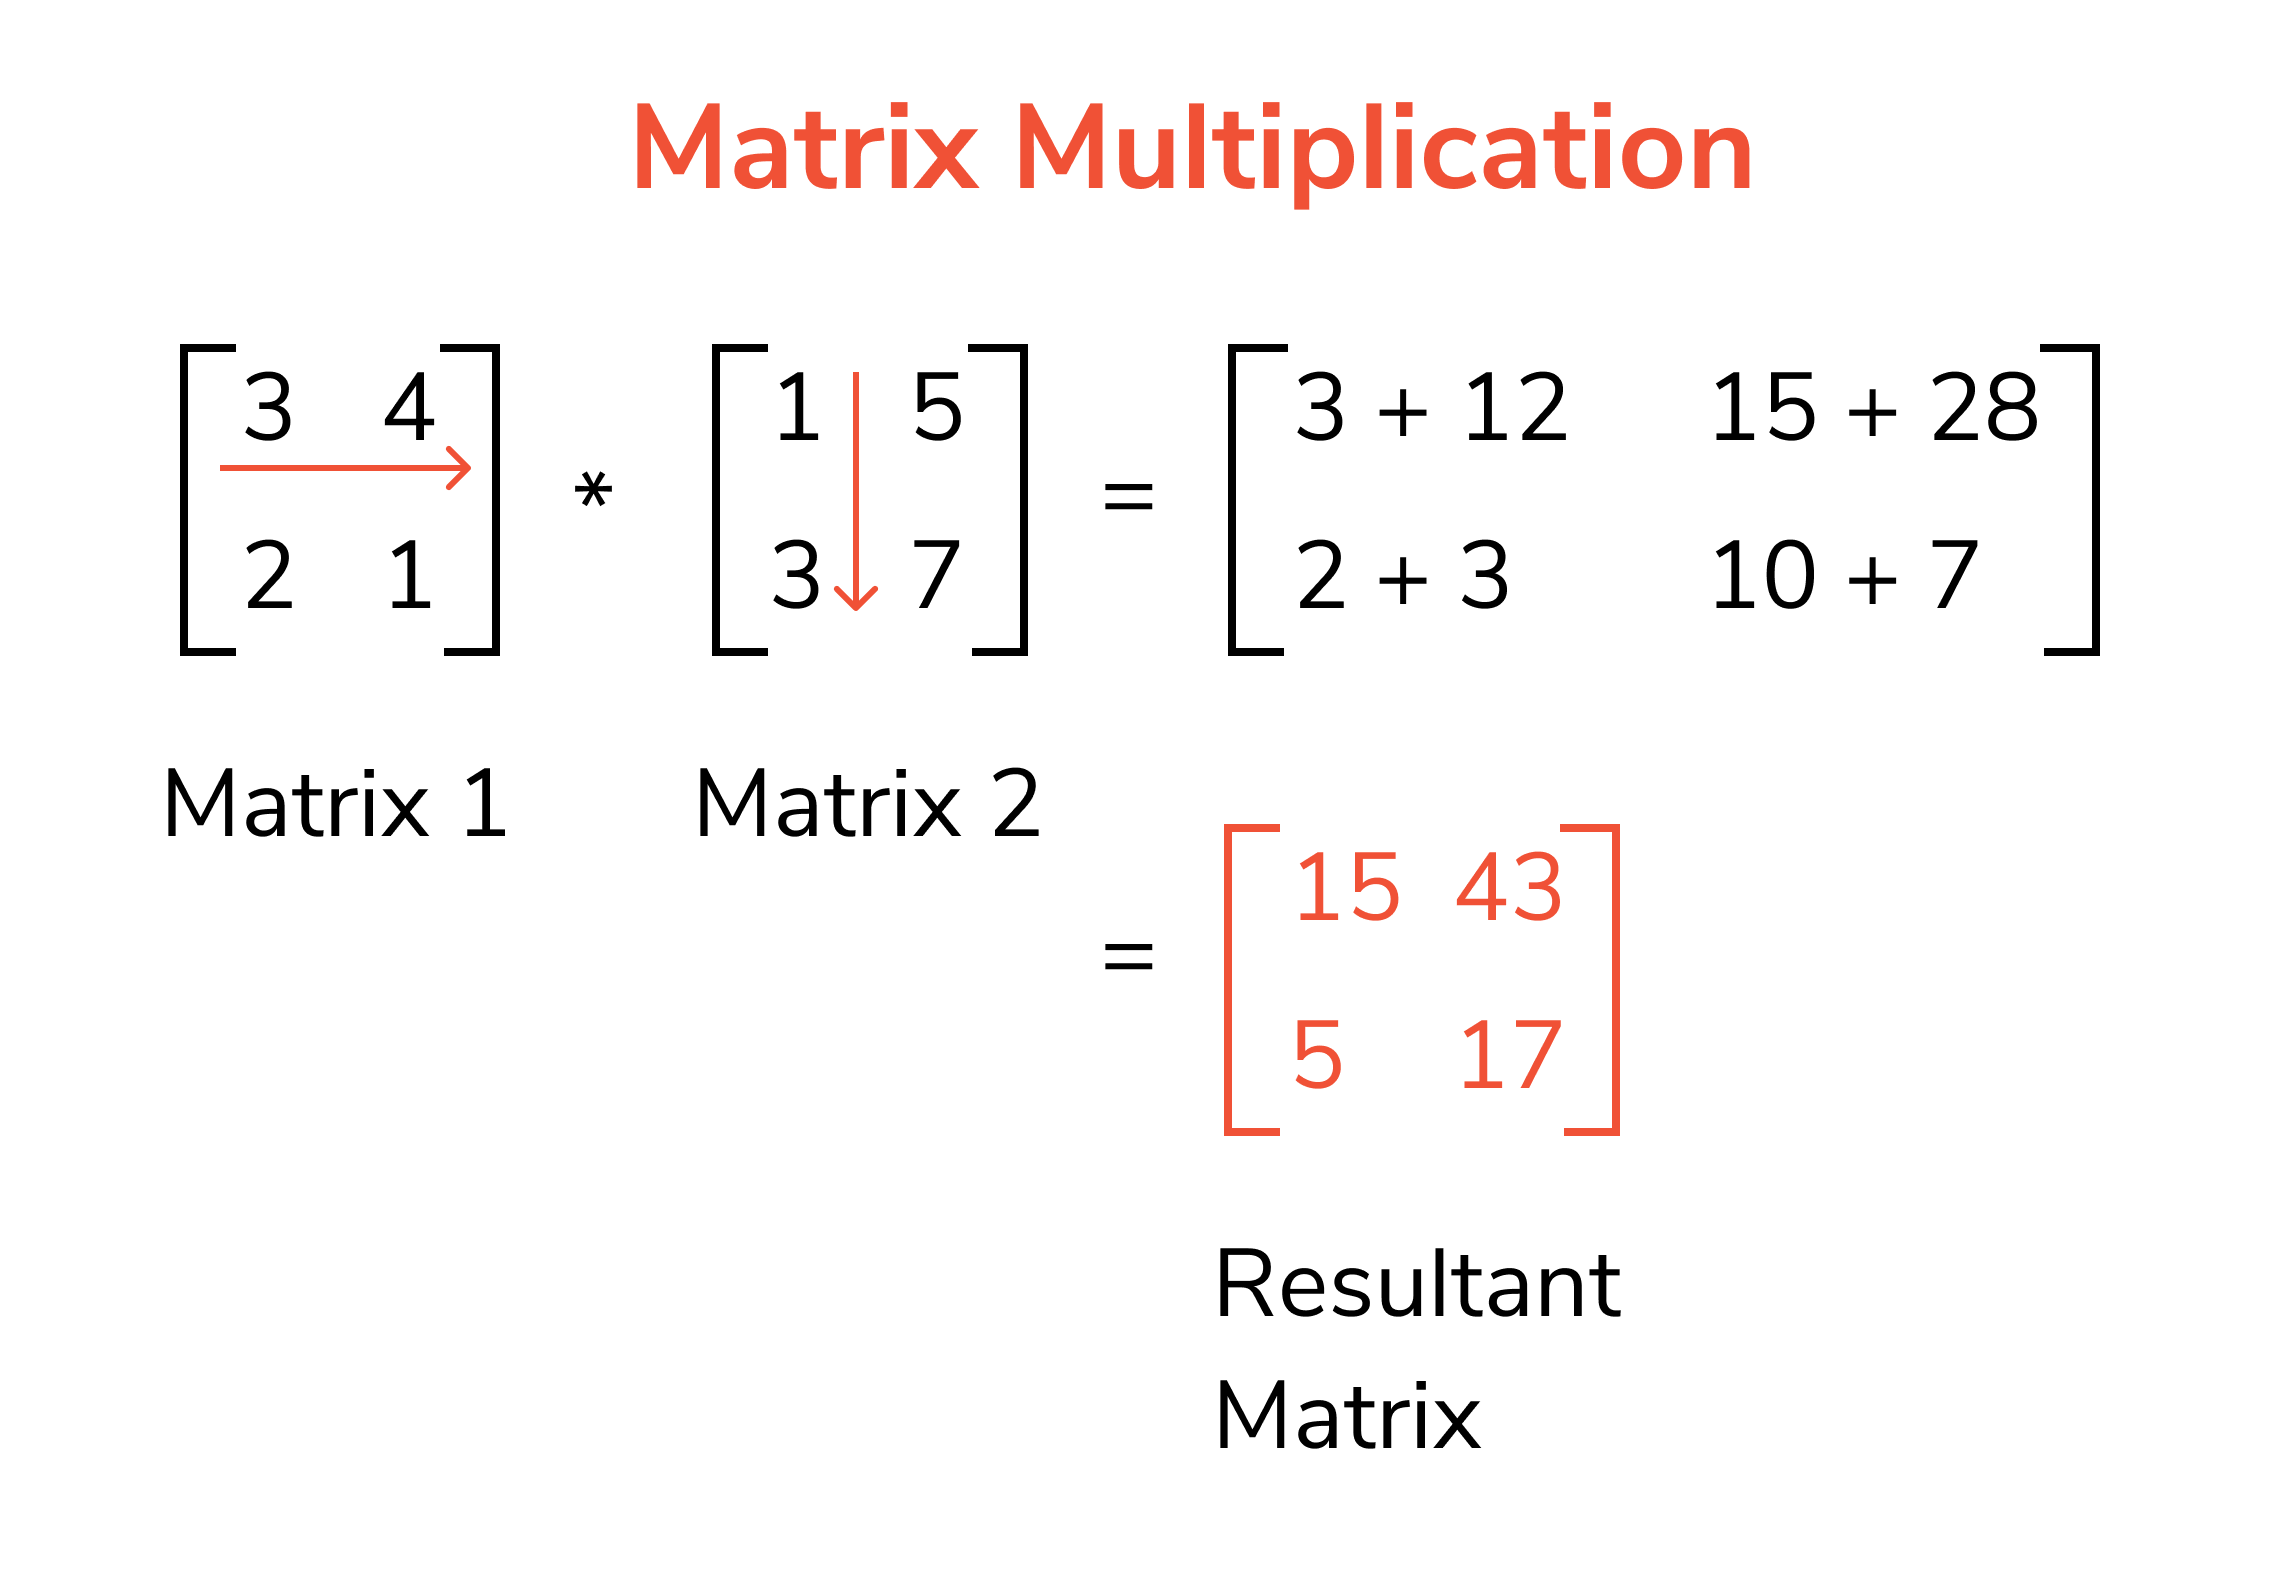 Matrix Multiplication
3 4 1 5 3 + 12 15 + 28
* =
2 1 3 7 2 + 3 10 + 7
Matrix 1 Matrix 2
15 43
=
5 17
Resultant
Matrix